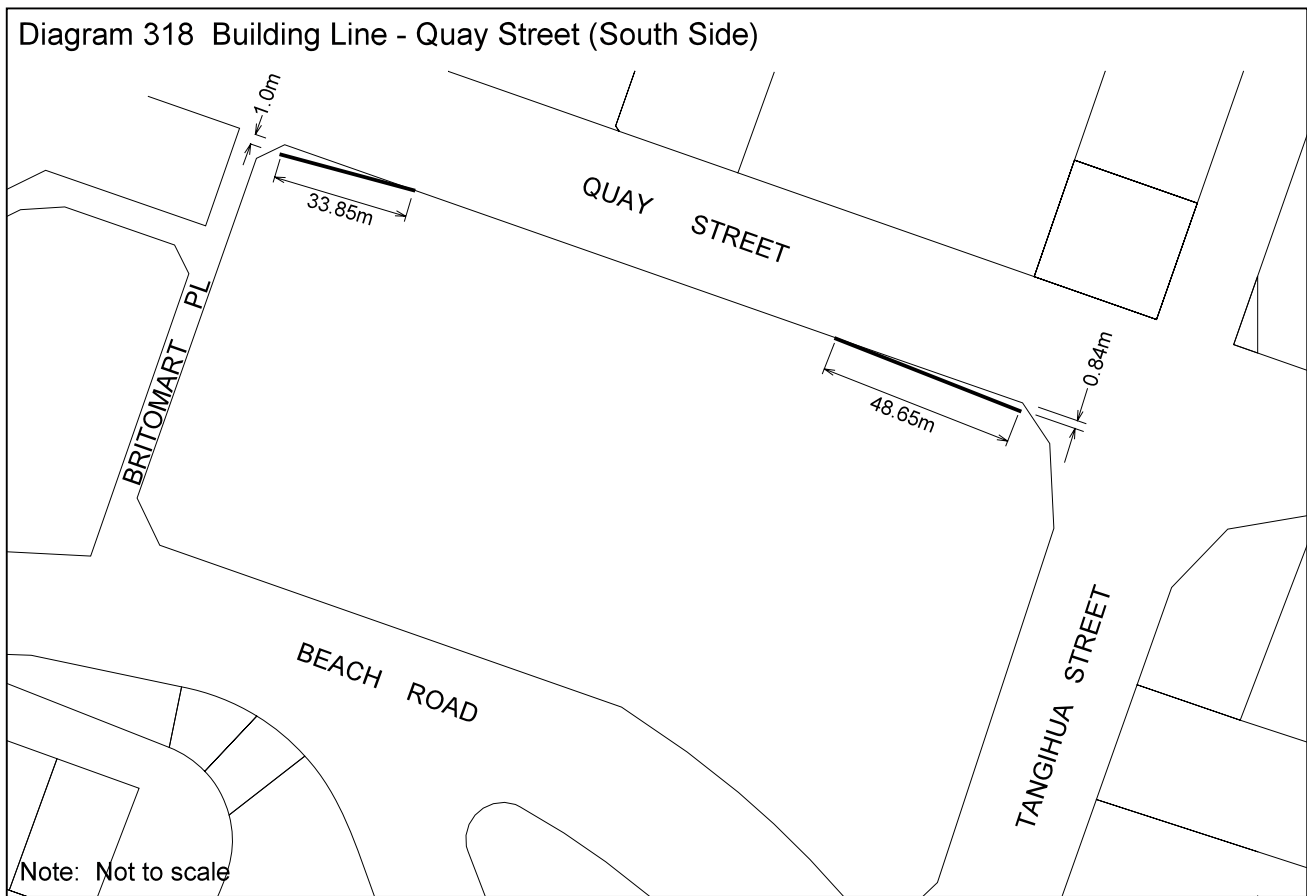 Diagram 318 Building Line - Quay Street (South Side)
1.0m
33.85m
QUAY STREET
BRITOMART PL
0.84m
48.65m
BEACH ROAD
TANGIHUA STREET
Note: Not to scale